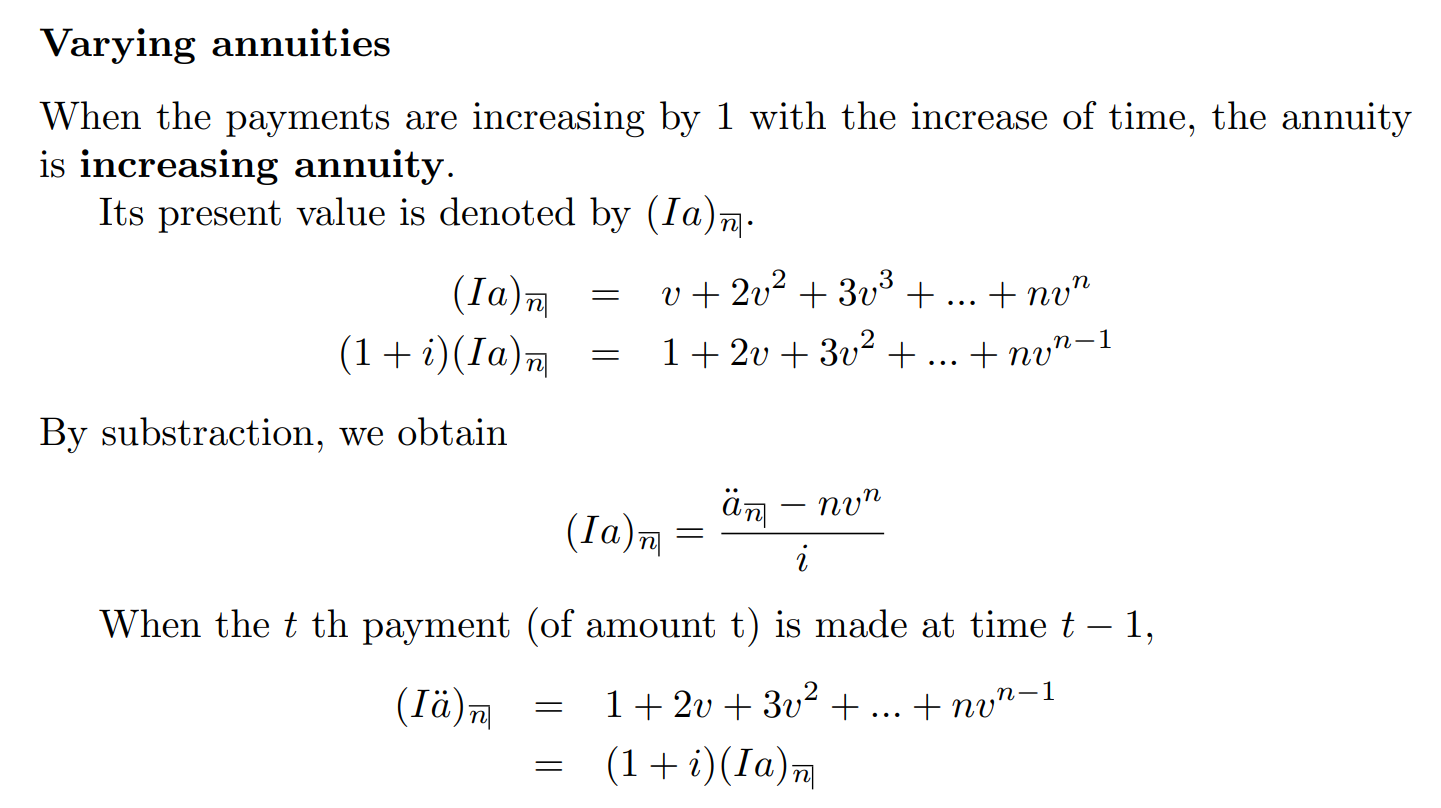 Varying annuities
When the payments are increasing by 1 with the increase of time, the annuity
is increasing annuity.
Its present value is denoted by $(Ia)_{\overline{n}|}$.
$(Ia)_{\overline{n}|} = v + 2v^2 + 3v^3 + ... + nv^n$
$(1 + i)(Ia)_{\overline{n}|} = 1 + 2v + 3v^2 + ... + nv^{n-1}$
By substraction, we obtain
$(Ia)_{\overline{n}|} = \frac{\ddot{a}_{\overline{n}|} - nv^n}{i}$
When the $t$ th payment (of amount t) is made at time $t - 1$,
$(I\ddot{a})_{\overline{n}|} = 1 + 2v + 3v^2 + ... + nv^{n-1}$
$= (1 + i)(Ia)_{\overline{n}|}$